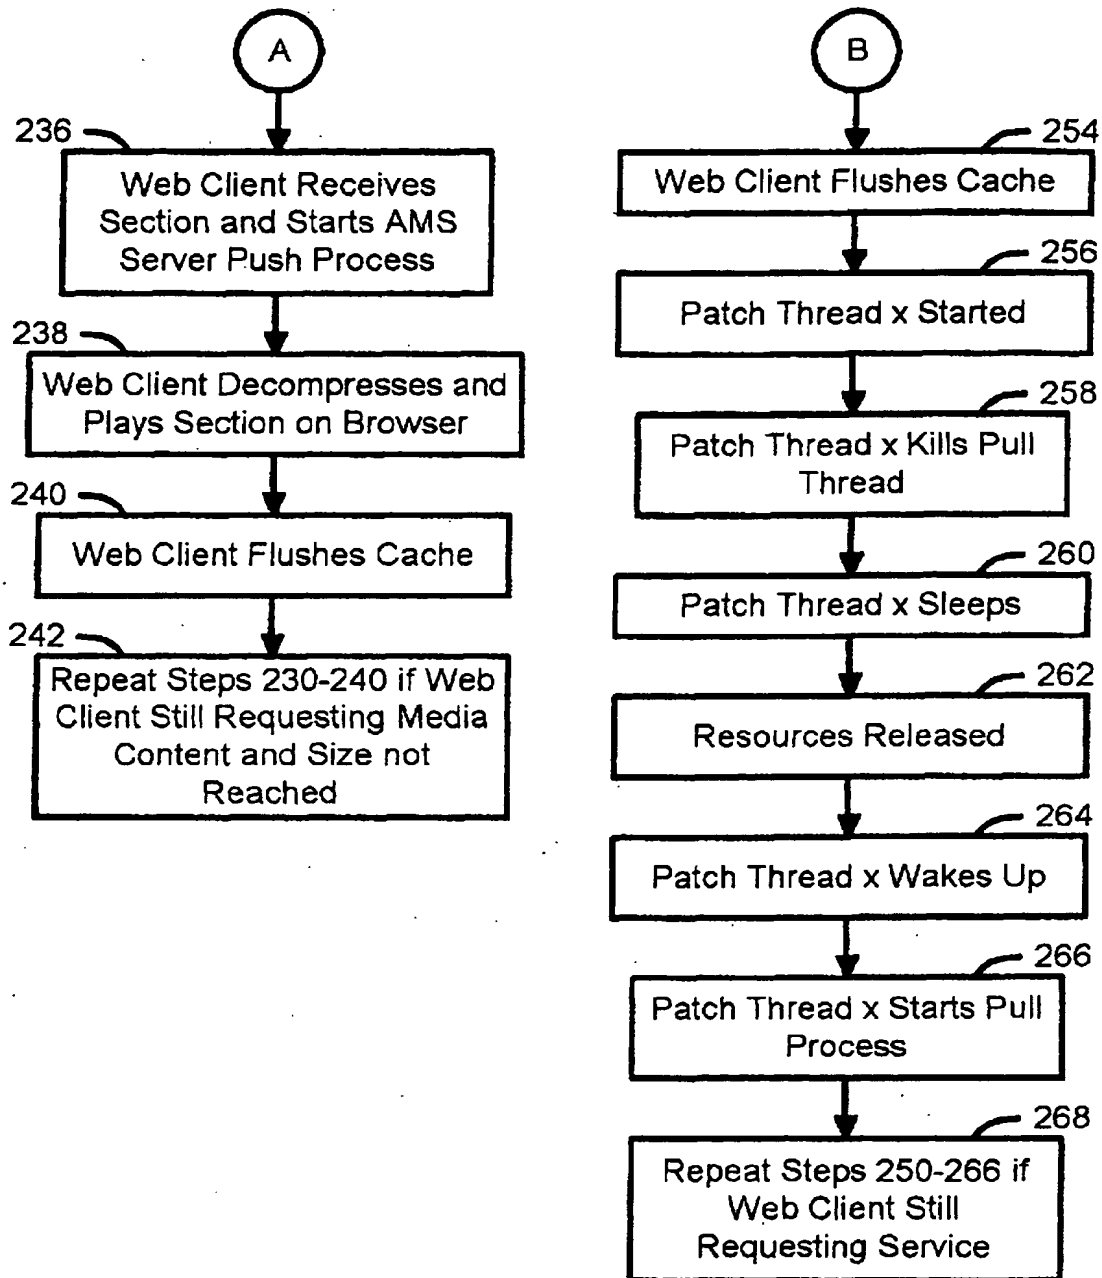 A
236
Web Client Receives
Section and Starts AMS
Server Push Process
238
Web Client Decompresses and
Plays Section on Browser
240
Web Client Flushes Cache
242
Repeat Steps 230-240 if Web
Client Still Requesting Media
Content and Size not
Reached
B
254
Web Client Flushes Cache
256
Patch Thread x Started
258
Patch Thread x Kills Pull
Thread
260
Patch Thread x Sleeps
262
Resources Released
264
Patch Thread x Wakes Up
266
Patch Thread x Starts Pull
Process
268
Repeat Steps 250-266 if
Web Client Still
Requesting Service